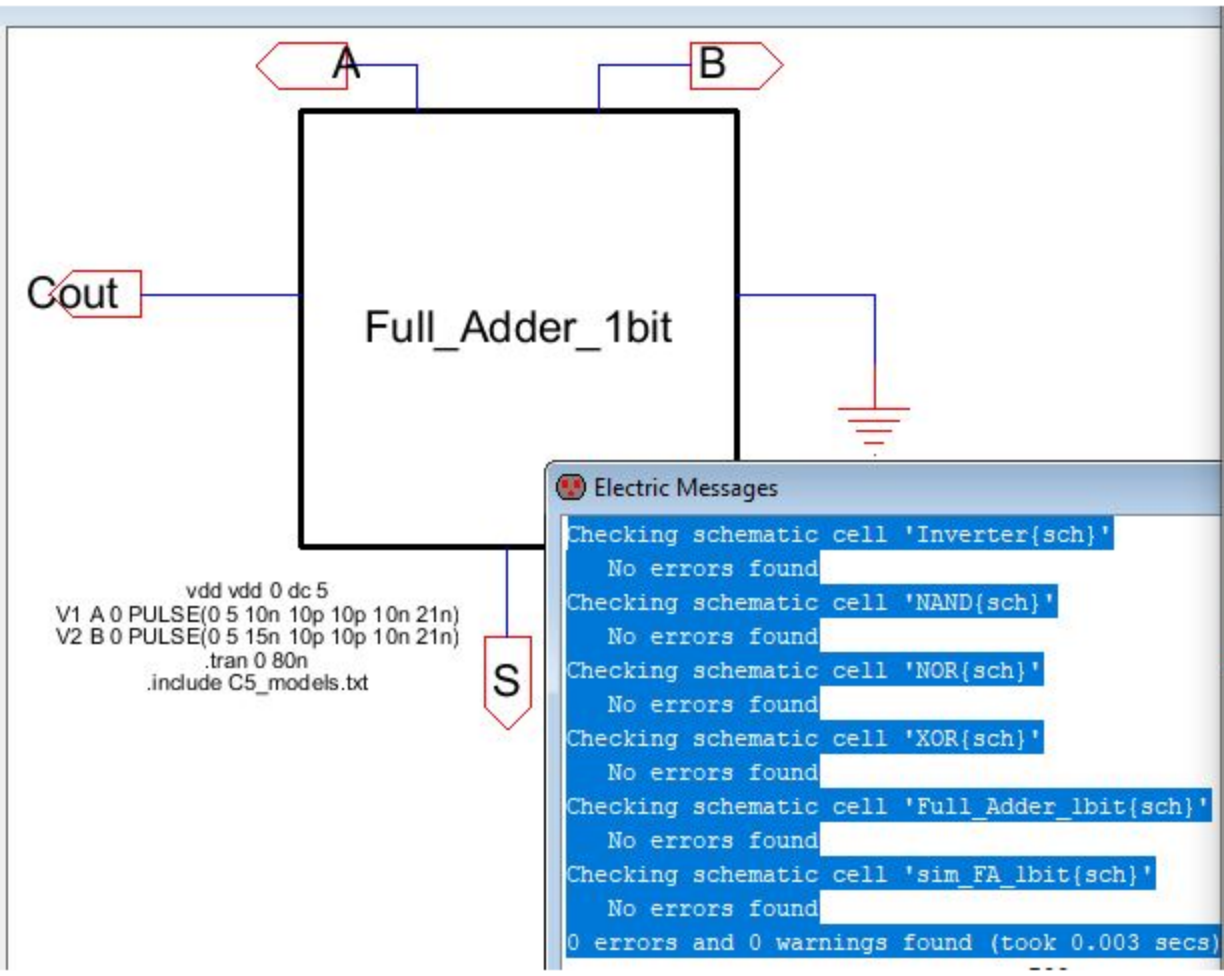 A
B
Cout
Full_Adder_1bit
vdd vdd 0 dc 5
V1 A 0 PULSE(0 5 10n 10p 10p 10n 21n)
V2 B 0 PULSE(0 5 15n 10p 10p 10n 21n)
.tran 0 80n
.include C5_models.txt
S
Electric Messages
Checking schematic cell 'Inverter{sch}'
No errors found
Checking schematic cell 'NAND{sch}'
No errors found
Checking schematic cell 'NOR{sch}'
No errors found
Checking schematic cell 'XOR{sch}'
No errors found
Checking schematic cell 'Full_Adder_1bit{sch}'
No errors found
Checking schematic cell 'sim_FA_1bit{sch}'
No errors found
0 errors and 0 warnings found (took 0.003 secs)